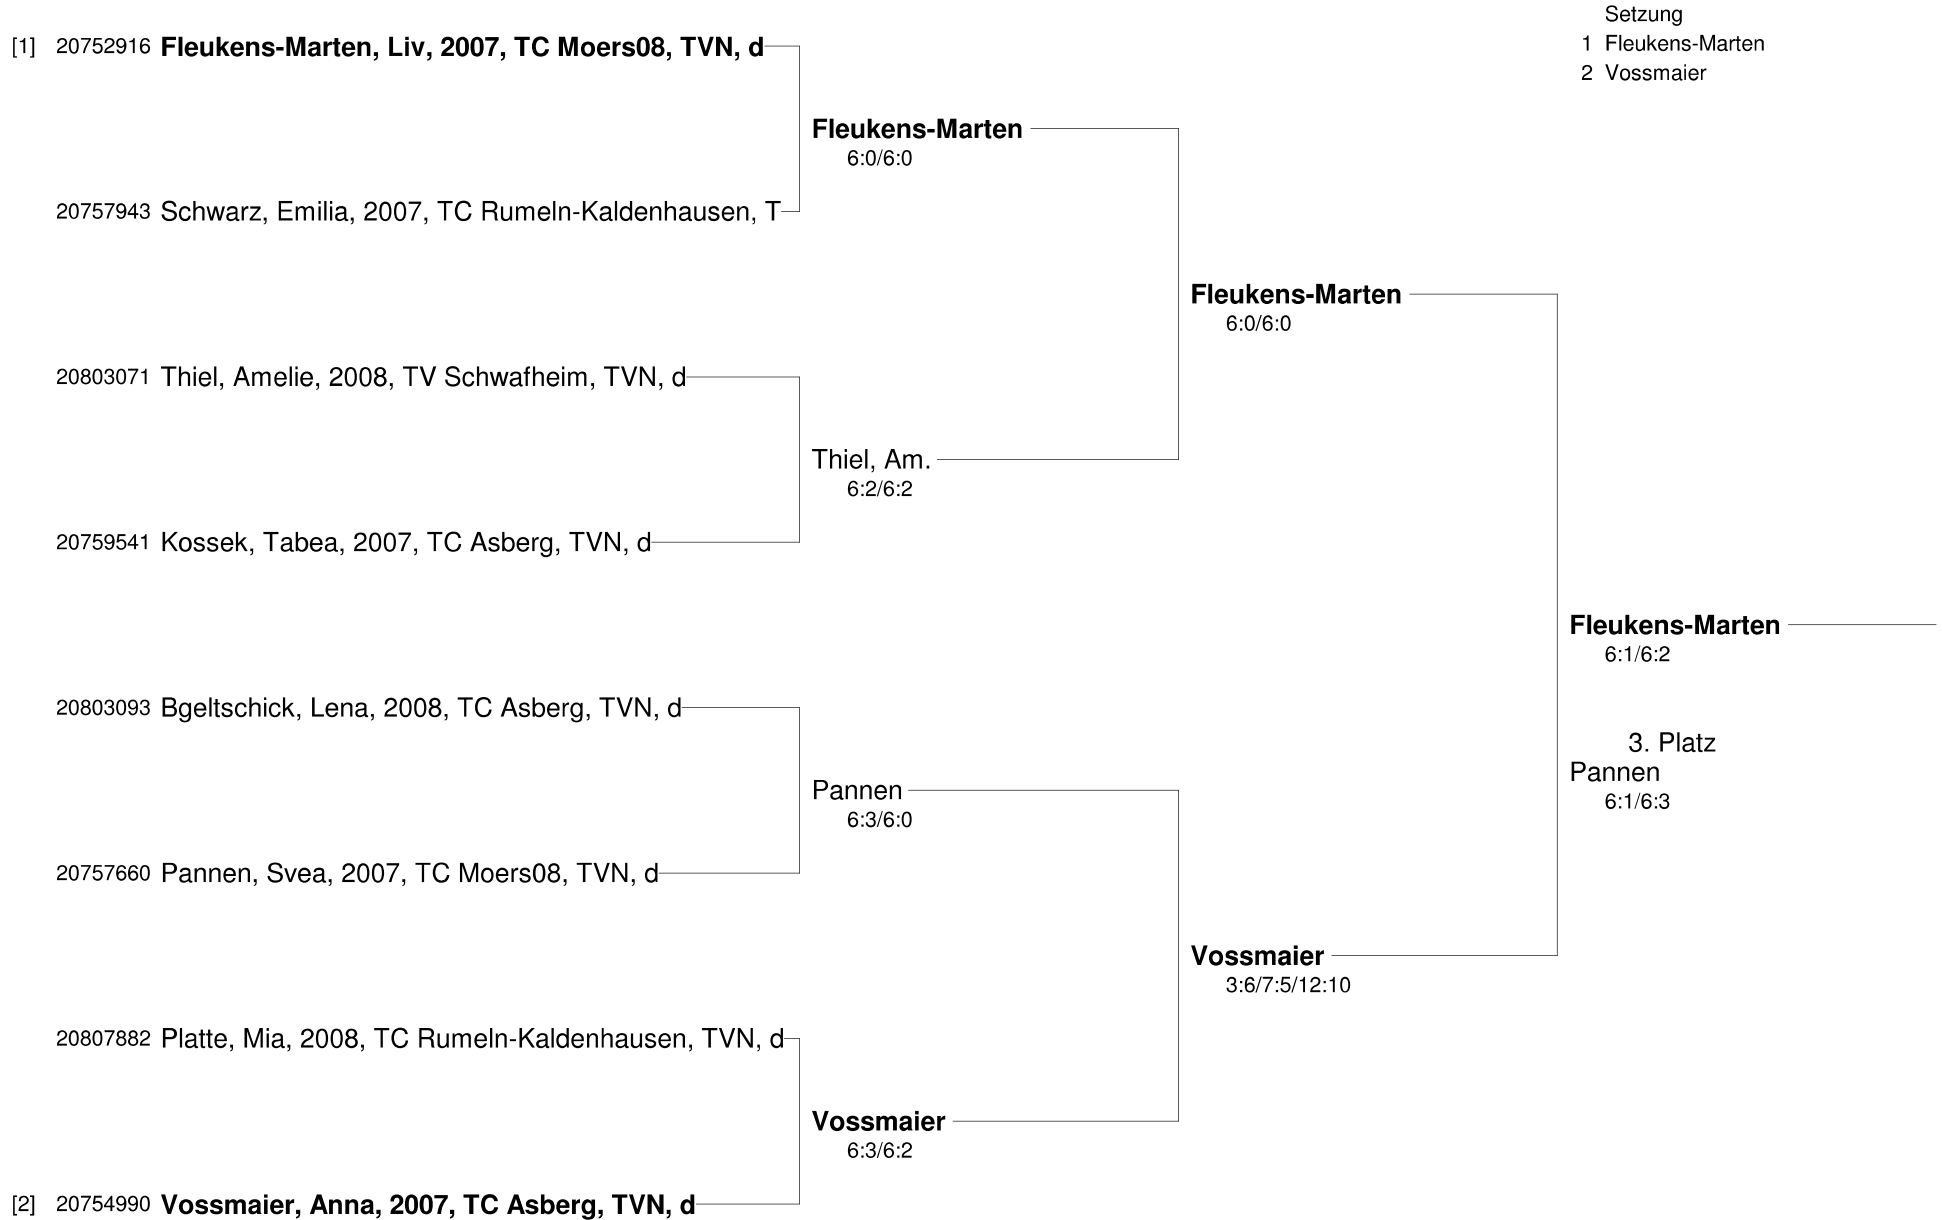 Setzung
1 Fleukens-Marten
2 Vossmaier
[1] 20752916 Fleukens-Marten, Liv, 2007, TC Moers08, TVN, d
Fleukens-Marten
6:0/6:0
20757943 Schwarz, Emilia, 2007, TC Rumeln-Kaldenhausen, T
Fleukens-Marten
6:0/6:0
20803071 Thiel, Amelie, 2008, TV Schwafheim, TVN, d
Thiel, Am.
6:2/6:2
20759541 Kossek, Tabea, 2007, TC Asberg, TVN, d
Fleukens-Marten
6:1/6:2
20803093 Bgeltschick, Lena, 2008, TC Asberg, TVN, d
3. Platz
Pannen
6:1/6:3
Pannen
6:3/6:0
20757660 Pannen, Svea, 2007, TC Moers08, TVN, d
Vossmaier
3:6/7:5/12:10
20807882 Platte, Mia, 2008, TC Rumeln-Kaldenhausen, TVN, d
Vossmaier
6:3/6:2
[2] 20754990 Vossmaier, Anna, 2007, TC Asberg, TVN, d